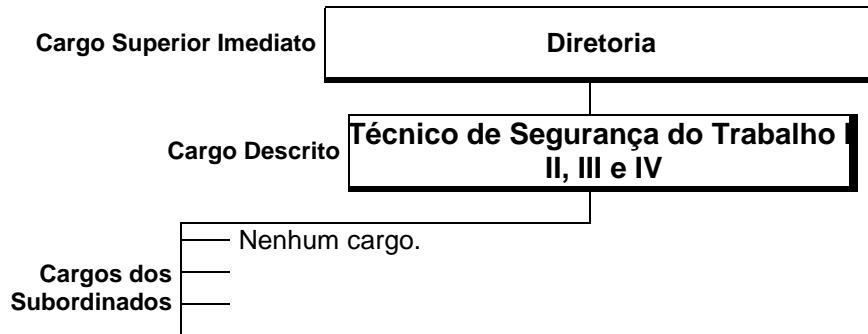 Cargo Superior Imediato
Diretoria
Cargo Descrito
Técnico de Segurança do Trabalho I
II, III e IV
Nenhum cargo.
Cargos dos
Subordinados